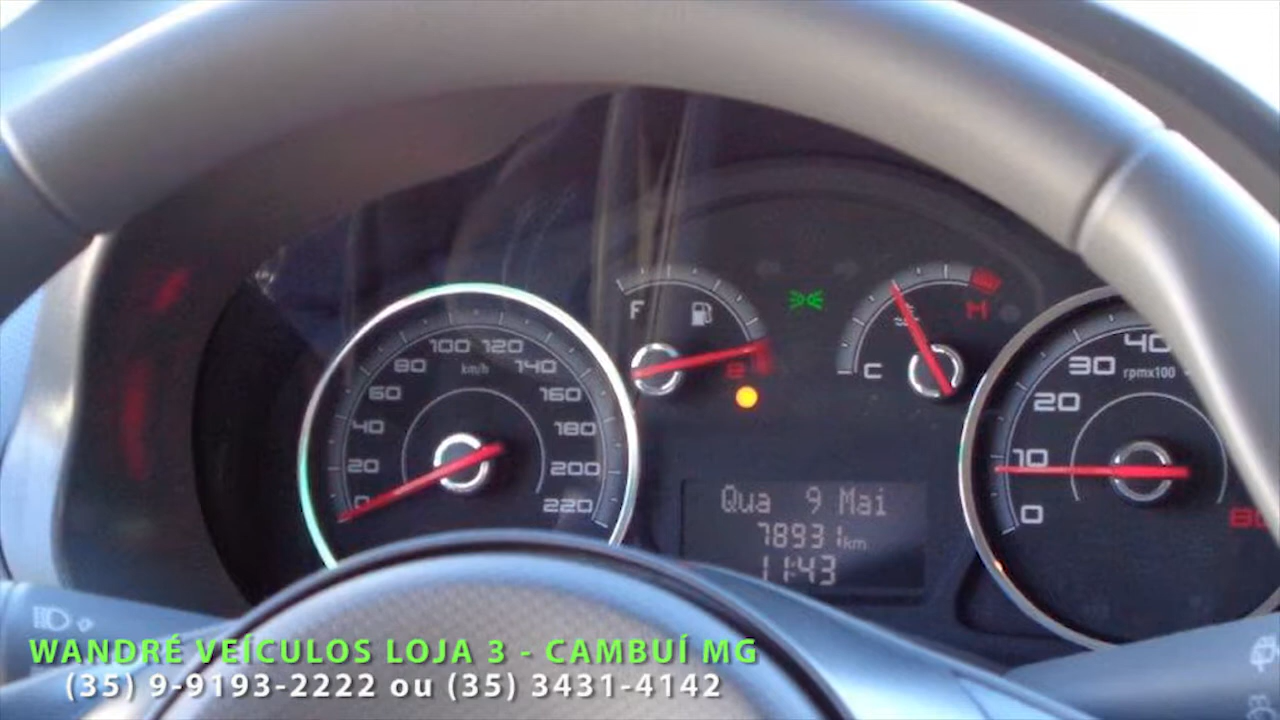 100 120
80 km/h 140
60 160
40 180
20 200
0 220
F
e
C H
Qua 9 Mai
78931km
11:43
40
30 rpmx100
20
10
0
WANDRÉ VEÍCULOS LOJA 3 - CAMBUÍ MG
(35) 9-9193-2222 ou (35) 3431-4142